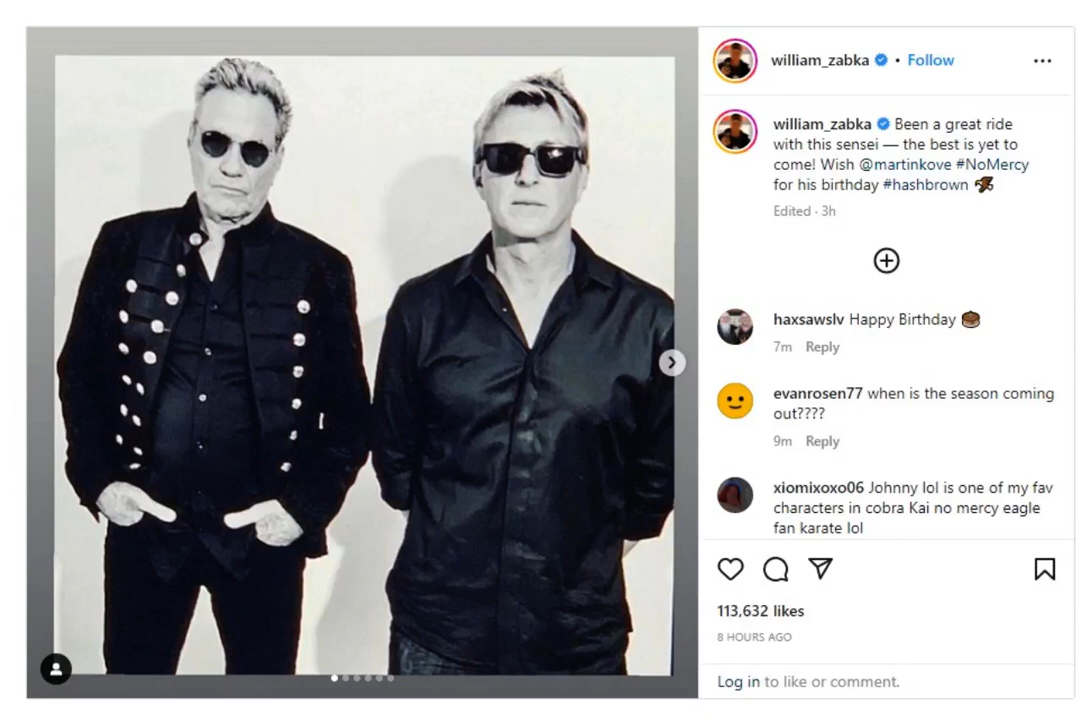 william_zabka • Follow
william_zabka Been a great ride
with this sensei — the best is yet to
come! Wish @martinkove #NoMercy
for his birthday #hashbrown
Edited · 3h
haxsawslv Happy Birthday
7m Reply
evanrosen77 when is the season coming
out????
9m Reply
xiomixoxo06 Johnny lol is one of my fav
characters in cobra Kai no mercy eagle
fan karate lol
113,632 likes
8 HOURS AGO
Log in to like or comment.